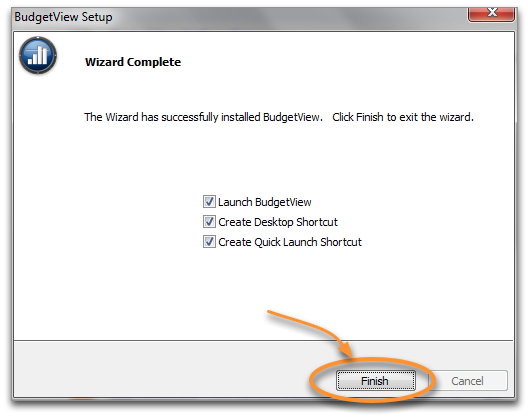 BudgetView Setup
Wizard Complete
The Wizard has successfully installed BudgetView. Click Finish to exit the wizard.
Launch BudgetView
Create Desktop Shortcut
Create Quick Launch Shortcut
Finish
Cancel